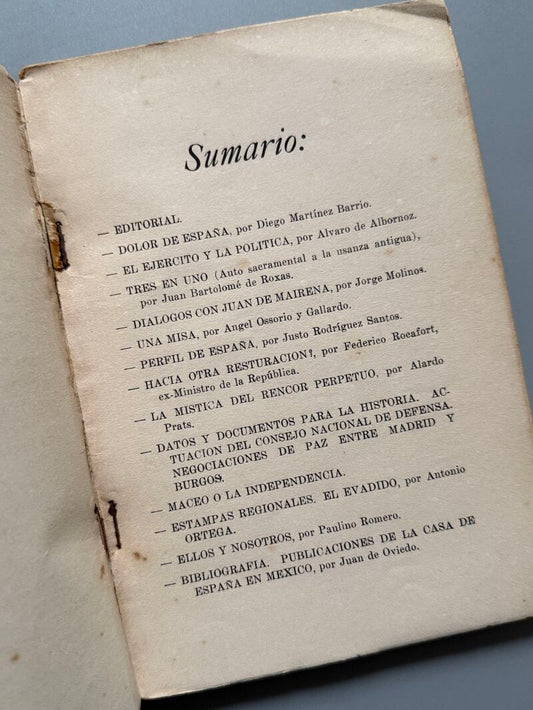 Sumario:
— EDITORIAL.
— DOLOR DE ESPAÑA, por Diego Martínez Barrio.
— EL EJERCITO Y LA POLITICA, por Alvaro de Albornoz.
— TRES EN UNO (Auto sacramental a la usanza antigua),
por Juan Bartolomé de Roxas.
— DIALOGOS CON JUAN DE MAIRENA, por Jorge Molinos.
— UNA MISA, por Angel Ossorio y Gallardo.
— PERFIL DE ESPAÑA, por Justo Rodríguez Santos.
— HACIA OTRA RESTURACION?, por Federico Rocafort,
ex-Ministro de la República.
— LA MISTICA DEL RENCOR PERPETUO, por Alardo
Prats.
— DATOS Y DOCUMENTOS PARA LA HISTORIA. AC-
TUACION DEL CONSEJO NACIONAL DE DEFENSA.
NEGOCIACIONES DE PAZ ENTRE MADRID Y
BURGOS.
— MACEO O LA INDEPENDENCIA.
— ESTAMPAS REGIONALES. EL EVADIDO, por Antonio
ORTEGA.
— ELLOS Y NOSOTROS, por Paulino Romero.
— BIBLIOGRAFIA. PUBLICACIONES DE LA CASA DE
ESPAÑA EN MEXICO, por Juan de Oviedo.